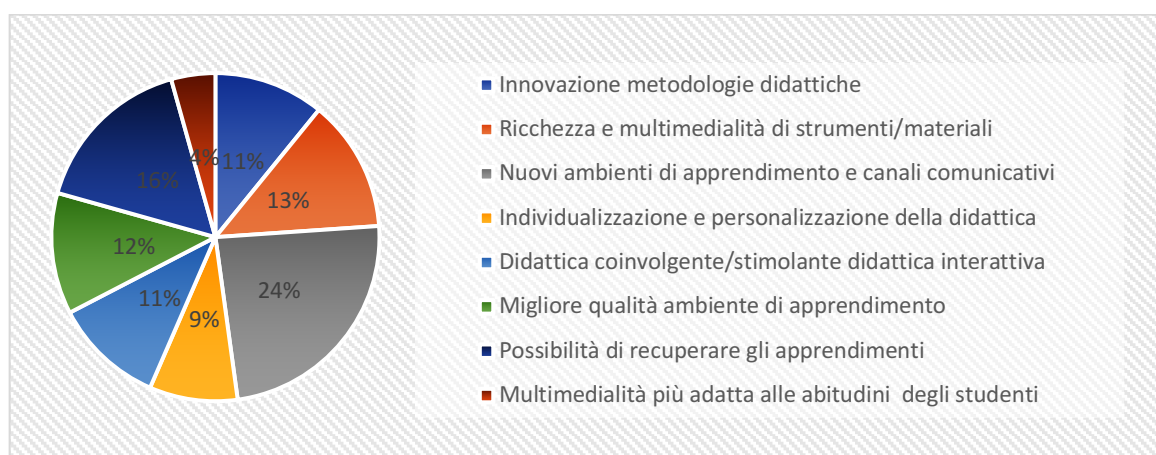 4%
11%
16%
13%
12%
24%
11%
9%
Innovazione metodologie didattiche
Ricchezza e multimedialità di strumenti/materiali
Nuovi ambienti di apprendimento e canali comunicativi
Individualizzazione e personalizzazione della didattica
Didattica coinvolgente/stimolante didattica interattiva
Migliore qualità ambiente di apprendimento
Possibilità di recuperare gli apprendimenti
Multimedialità più adatta alle abitudini  degli studenti